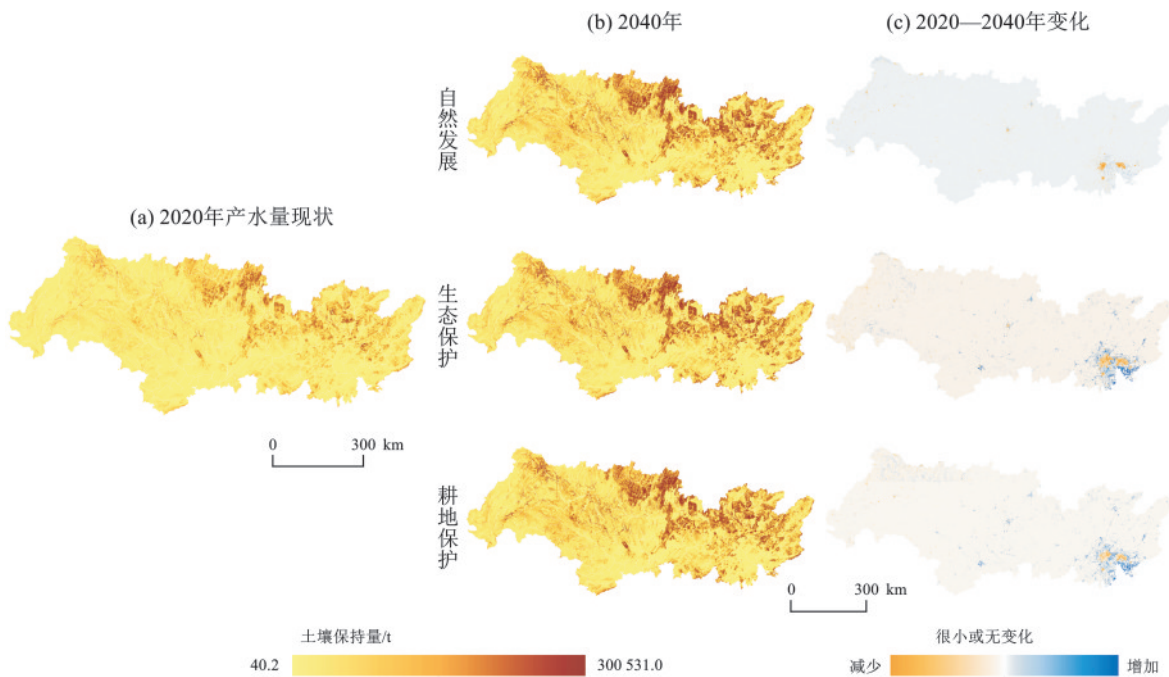 (b) 2040年
(c) 2020—2040年变化
自然发展
(a) 2020年产水量现状
生态保护
0 300 km
耕地保护
0 300 km
土壤保持量/t
40.2 300 531.0
很小或无变化
减少 增加